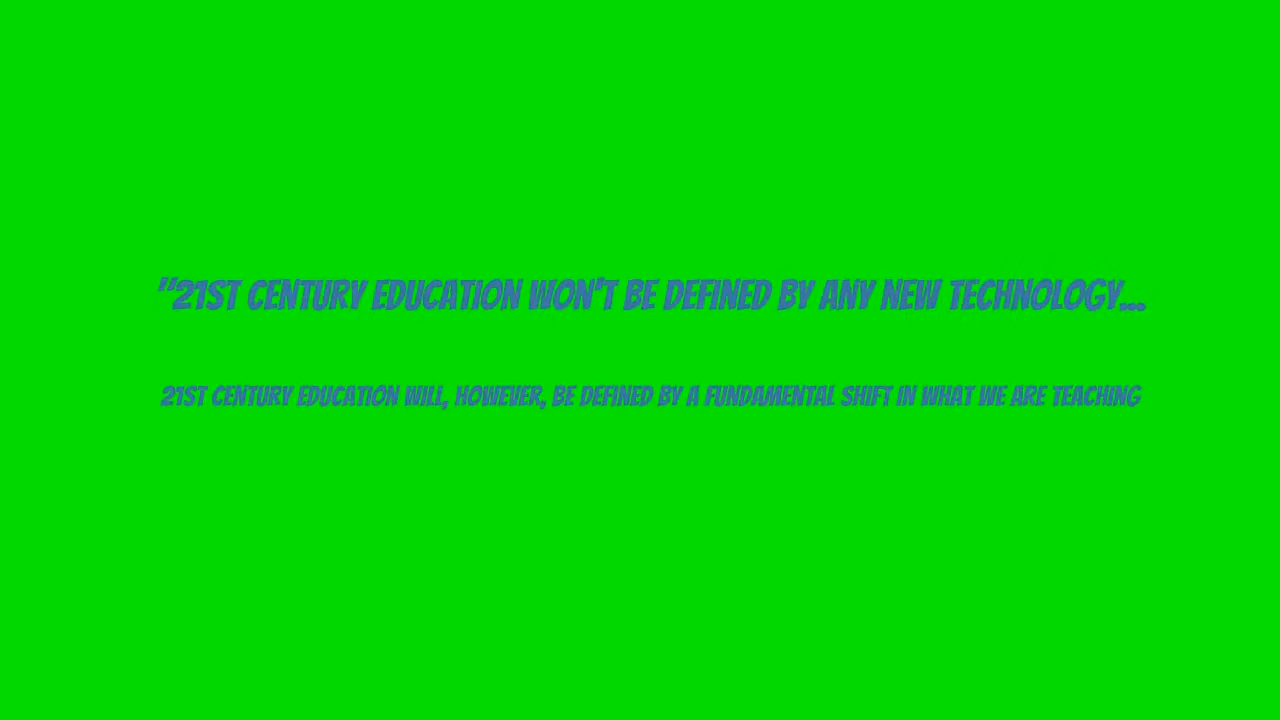 "21ST CENTURY EDUCATION WON'T BE DEFINED BY ANY NEW TECHNOLOGY...
21ST CENTURY EDUCATION WILL, HOWEVER, BE DEFINED BY A FUNDAMENTAL SHIFT IN WHAT WE ARE TEACHING